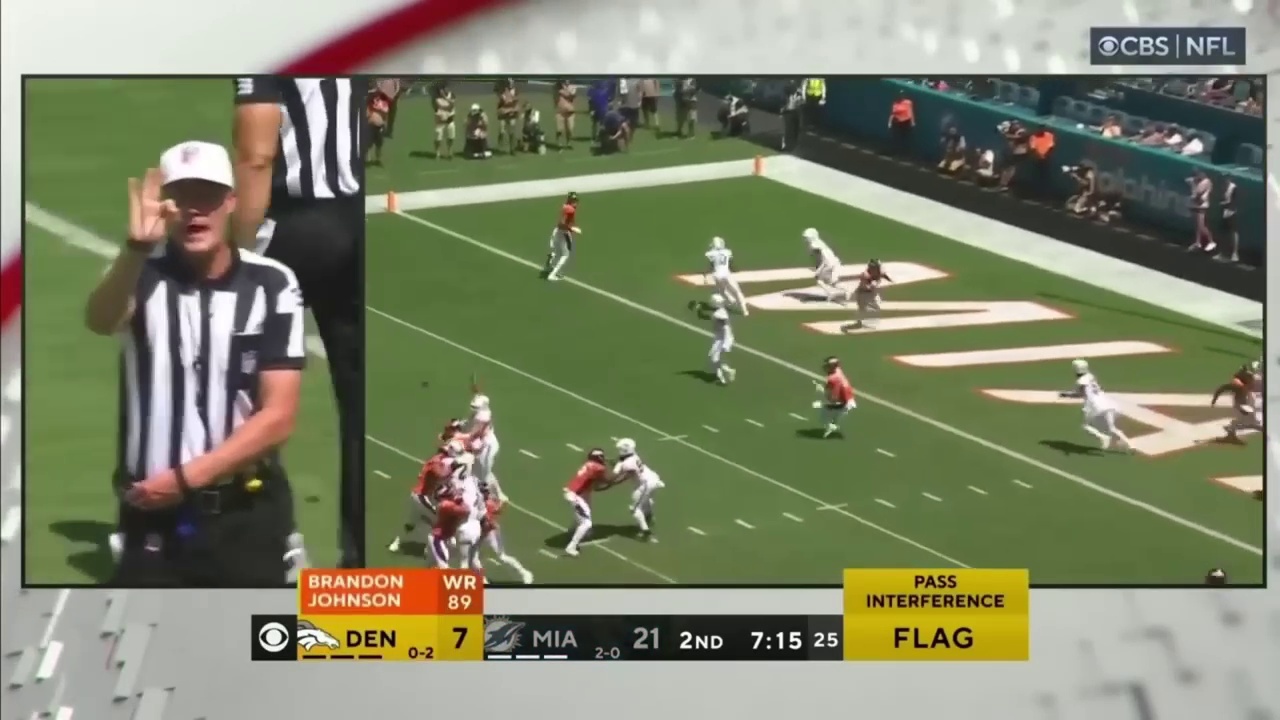 CBS | NFL
dolphins
BRANDON WR
JOHNSON 89
DEN 0-2 7 MIA 2-0 21 2ND 7:15 25
PASS
INTERFERENCE
FLAG